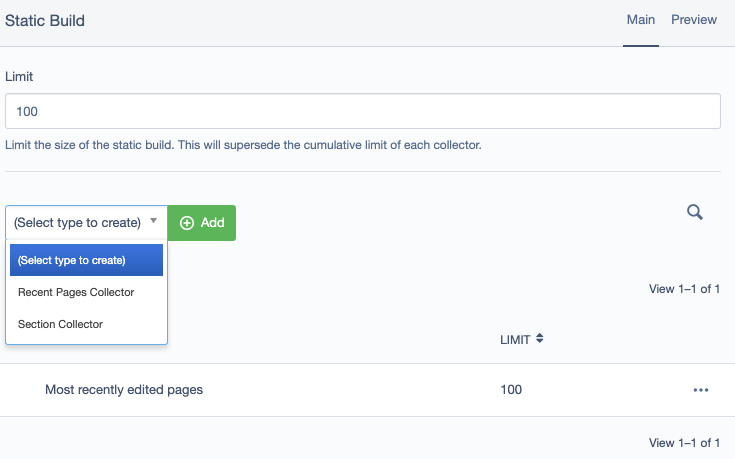 Static Build
Main
Preview
Limit
100
Limit the size of the static build. This will supersede the cumulative limit of each collector.
(Select type to create)
Add
(Select type to create)
Recent Pages Collector
Section Collector
View 1–1 of 1
LIMIT
Most recently edited pages
100
View 1–1 of 1